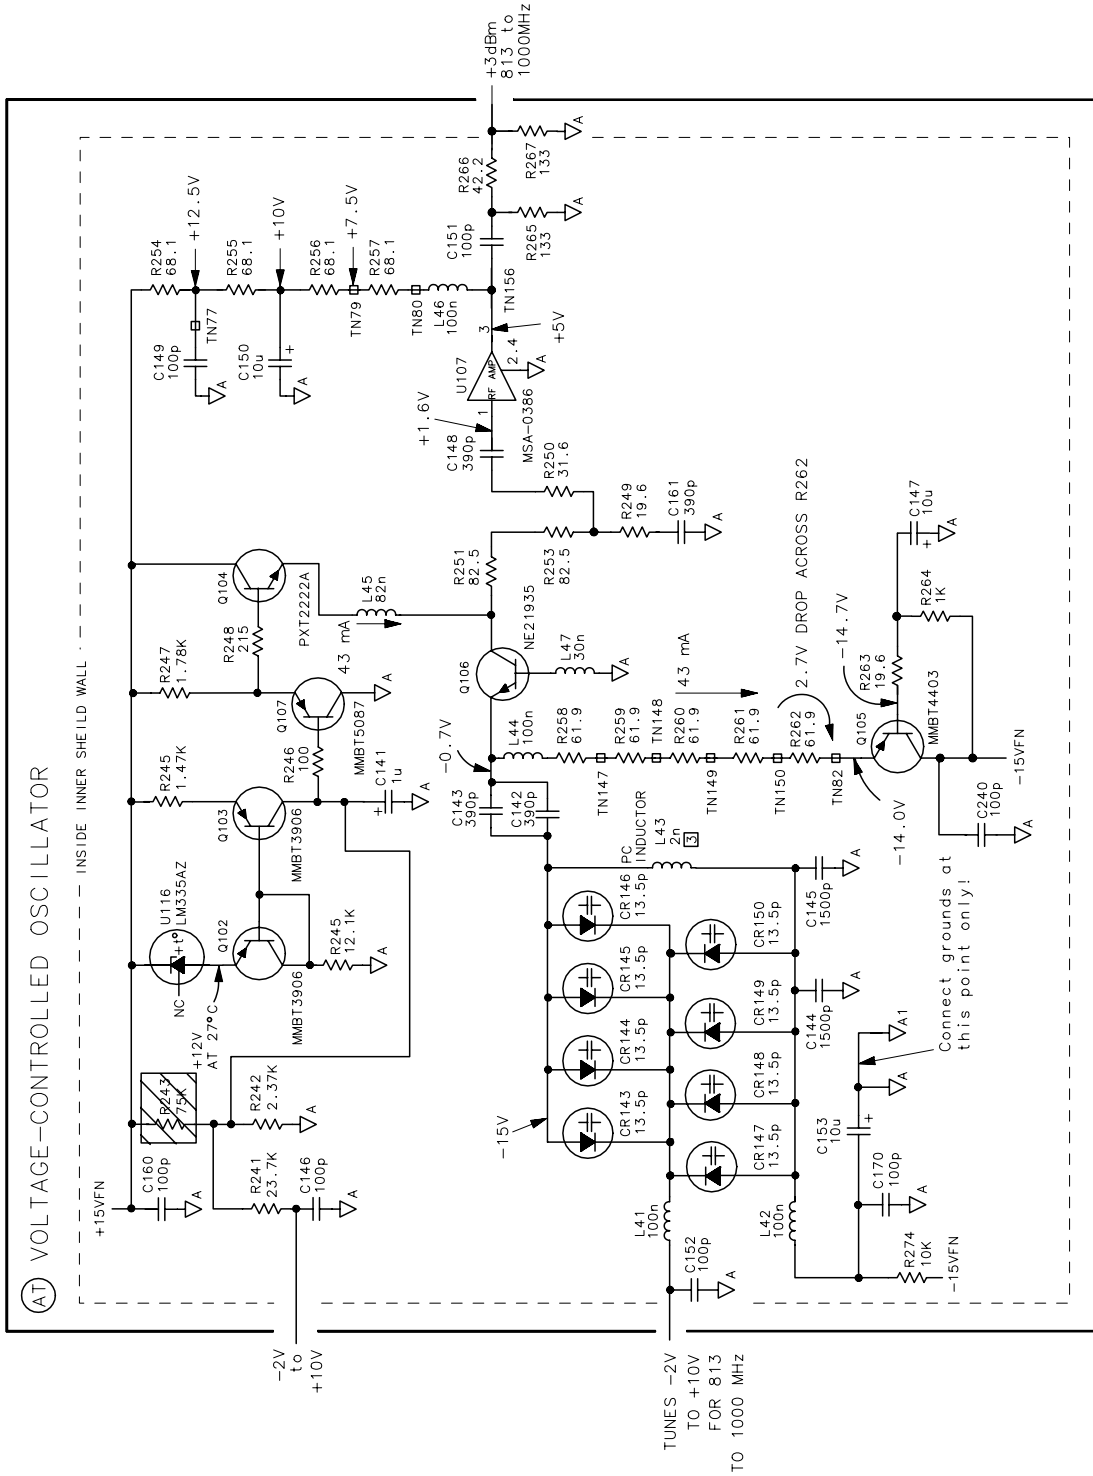 AT VOLTAGE-CONTROLLED OSCILLATOR
INSIDE INNER SHIELD WALL
+15VFN
C160
100p
A
R243
75K
+12V
AT 27°C
NC
U116
LM335AZ
+t°
Q102
MMBT3906
R245
12.1K
A
R245
1.47K
Q103
MMBT3906
R246
100
C141
1u
+
A
R247
1.78K
Q107
MMBT5087
A
R248
215
Q104
PXT2222A
43 mA
L45
82n
R254
68.1
+12.5V
TN77
C149
100p
A
R255
68.1
+10V
C150
10u
+
A
R256
68.1
TN79
+7.5V
R257
68.1
TN80
L46
100n
-2V
to
+10V
R241
23.7K
R242
2.37K
A
C146
100p
A
-15V
CR143
13.5p
CR144
13.5p
CR145
13.5p
CR146
13.5p
PC
INDUCTOR
L43
2n
3
CR147
13.5p
CR148
13.5p
CR149
13.5p
CR150
13.5p
C143
390p
C142
390p
-0.7V
Q106
NE21935
L47
30n
A
R251
82.5
R253
82.5
R250
31.6
R249
19.6
C161
390p
A
C148
390p
+1.6V
1
U107
RF AMP
MSA-0386
3
2.4
A
+5V
TN156
C151
100p
R265
133
A
R266
42.2
R267
133
A
+3dBm
813 to
1000MHz
L44
100n
R258
61.9
TN147
R259
61.9
TN148
R260
61.9
TN149
R261
61.9
TN150
R262
61.9
TN82
43 mA
2.7V DROP ACROSS R262
-14.0V
Q105
MMBT4403
-14.7V
R263
19.6
R264
1K
C147
10u
+
A
-15VFN
C240
100p
A
TUNES -2V
TO +10V
FOR 813
TO 1000 MHz
C152
100p
A
L41
100n
L42
100n
R274
10K
-15VFN
C170
100p
A
C153
10u
+
A
A1
C144
1500p
A
C145
1500p
A
Connect grounds at
this point only!